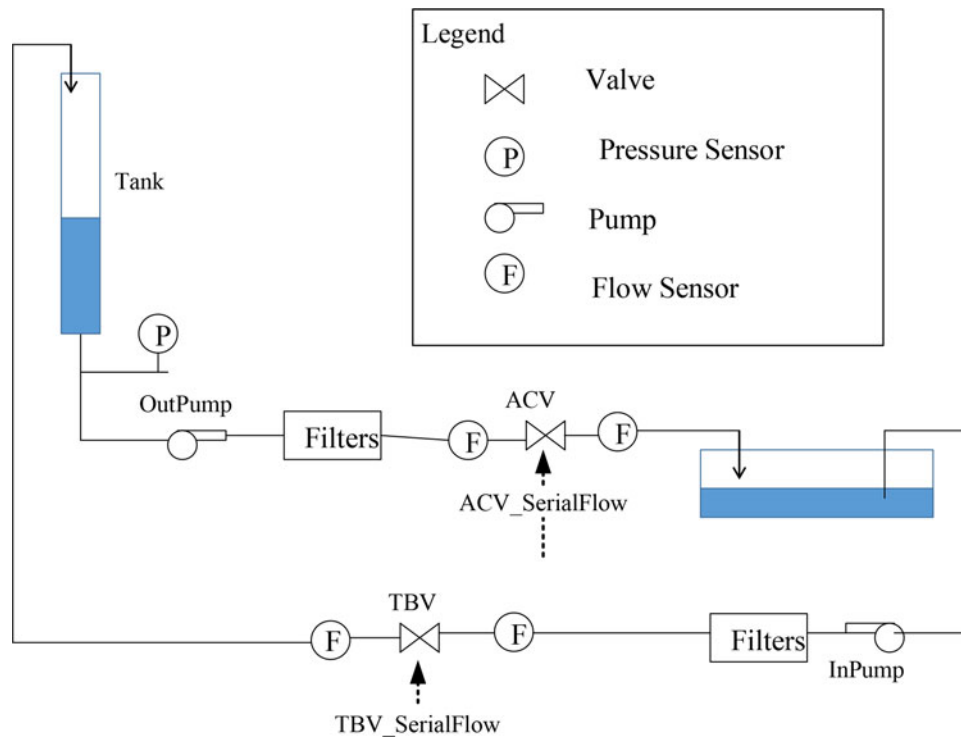 Legend
Valve
P
Pressure Sensor
Pump
F
Flow Sensor
Tank
P
OutPump
Filters
F
ACV
F
ACV_SerialFlow
TBV
F
F
Filters
InPump
TBV_SerialFlow